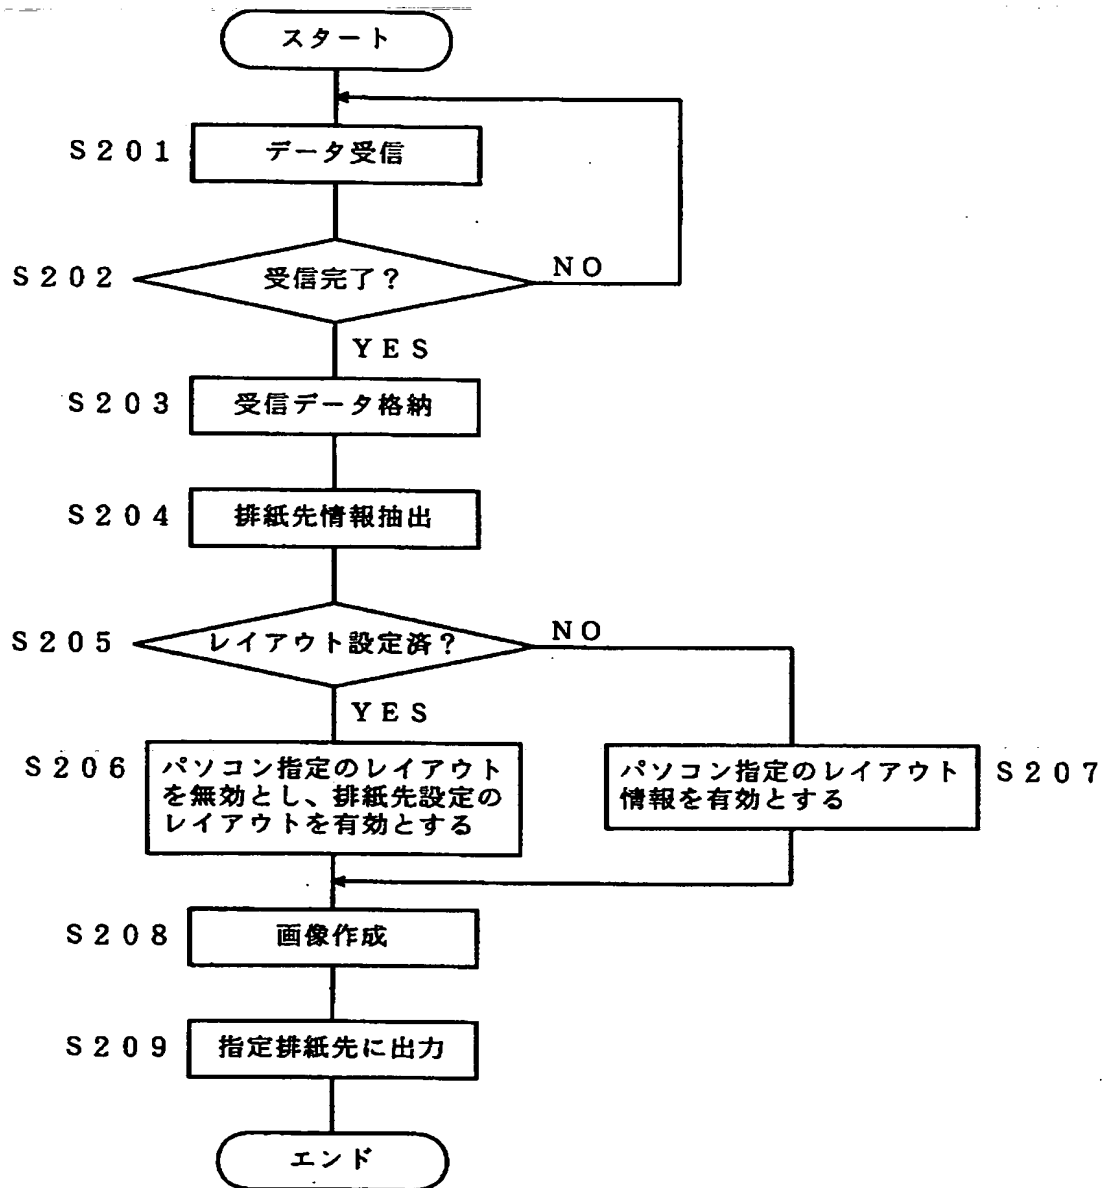 スタート
S201
データ受信
S202
受信完了?
NO
YES
S203
受信データ格納
S204
排紙先情報抽出
S205
レイアウト設定済?
NO
YES
S206
パソコン指定のレイアウト
を無効とし、排紙先設定の
レイアウトを有効とする
パソコン指定のレイアウト
情報を有効とする
S207
S208
画像作成
S209
指定排紙先に出力
エンド